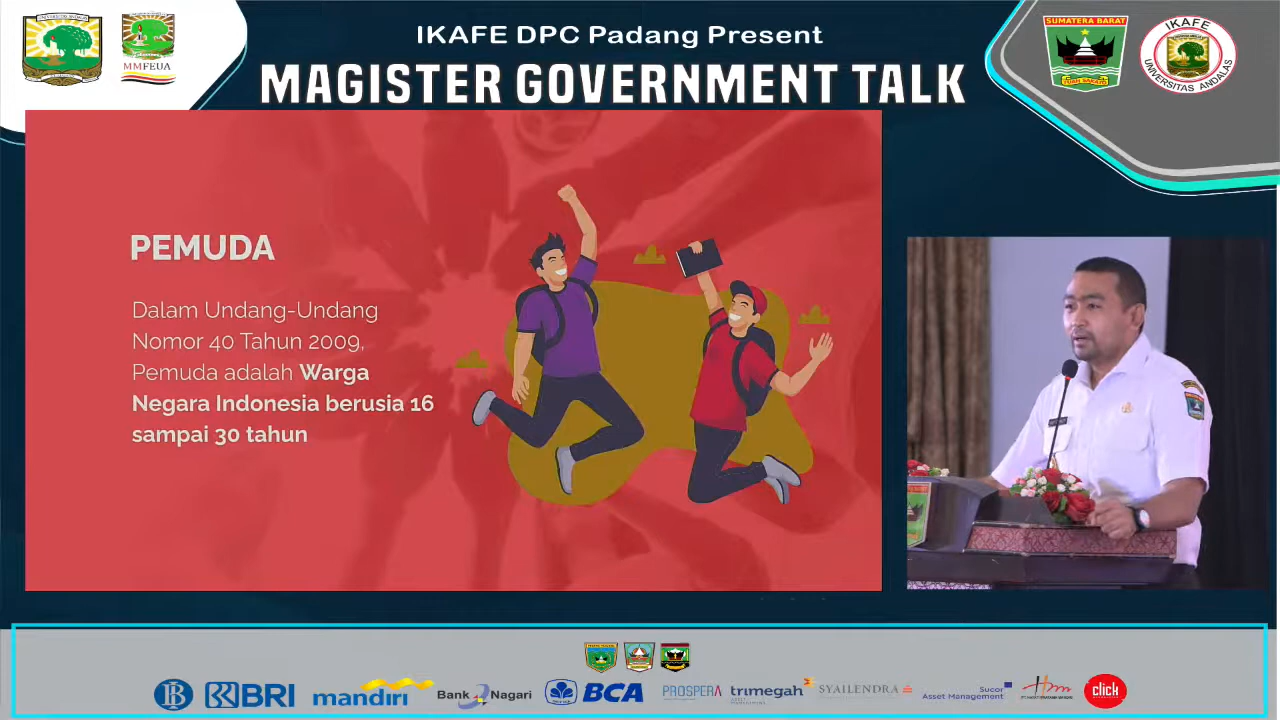 IKAFE DPC Padang Present
MAGISTER GOVERNMENT TALK
MMFEUA
SUMATERA BARAT
TUAH SAKATO
IKAFE
UNIVERSITAS ANDALAS
PEMUDA
Dalam Undang-Undang
Nomor 40 Tahun 2009,
Pemuda adalah Warga
Negara Indonesia berusia 16
sampai 30 tahun
BRI
mandiri
Bank Nagari
BCA
PROSPERA
trimegah
SYAILENDRA
Sucor
Asset Management
click